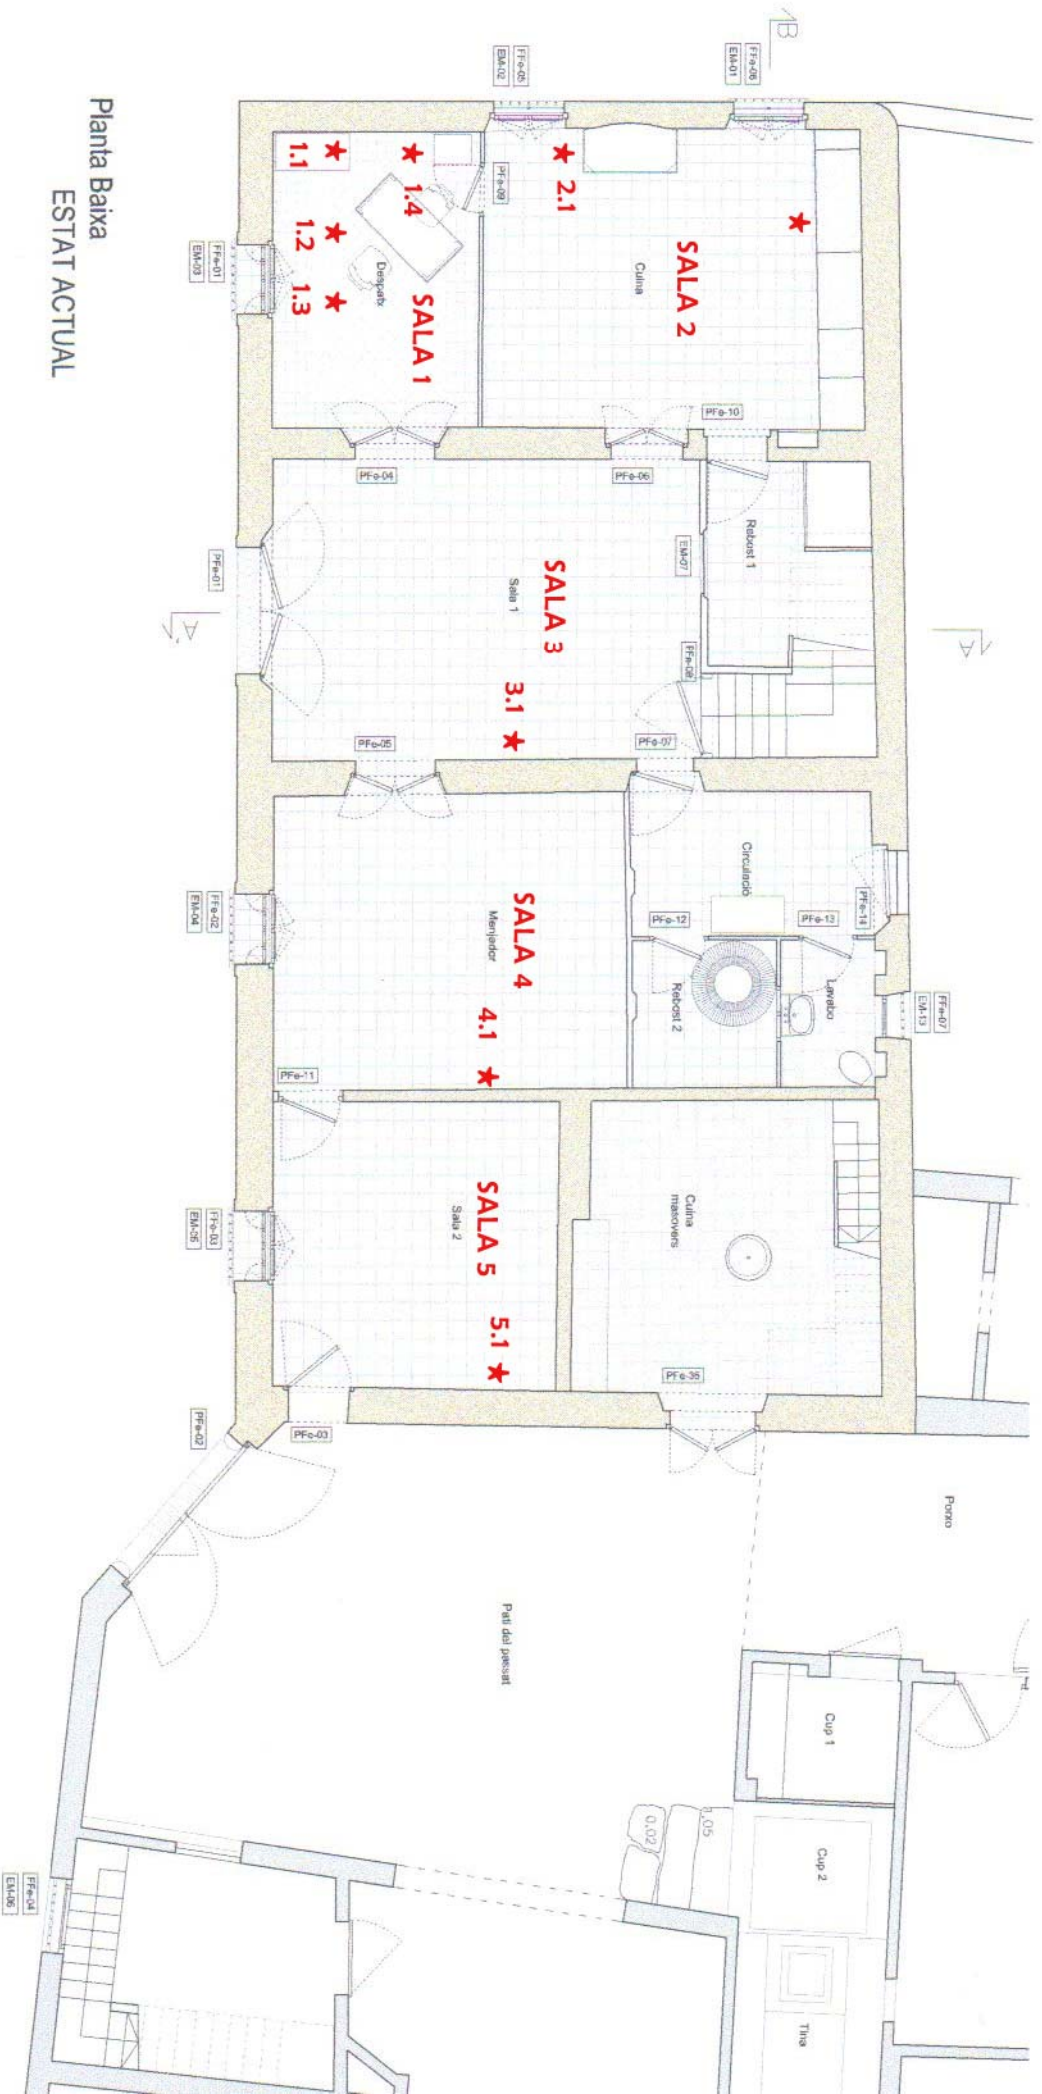 Planta Baixa
ESTAT ACTUAL
B
FFe-05
EM-02
FFe-06
EM-01
1.1
1.2
1.3
1.4
SALA 1
Despatx
PFe-09
2.1
SALA 2
Cuina
FFe-01
EM-03
PFe-04
PFe-06
PFe-10
Rebost 1
EM-07
SALA 3
Sala 1
3.1
PFe-08
PFe-01
A'
A
PFe-05
PFe-07
SALA 4
Menjador
4.1
Circulació
PFe-12
PFe-13
PFe-14
Rebost 2
Lavabo
FFe-02
EM-04
FFe-07
EM-13
PFe-11
SALA 5
Sala 2
5.1
Cuina
masovers
FFe-03
EM-05
PFe-35
PFe-02
PFe-03
Porxo
Pati del passat
Cup 1
Cup 2
Tina
0,02
FFe-04
EM-06